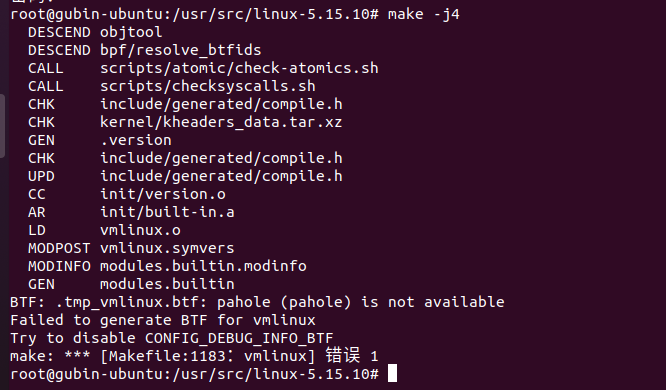 root@gubin-ubuntu:/usr/src/linux-5.15.10# make -j4
  DESCEND objtool
  DESCEND bpf/resolve_btfids
  CALL    scripts/atomic/check-atomics.sh
  CALL    scripts/checksyscalls.sh
  CHK     include/generated/compile.h
  CHK     kernel/kheaders_data.tar.xz
  GEN     .version
  CHK     include/generated/compile.h
  UPD     include/generated/compile.h
  CC      init/version.o
  AR      init/built-in.a
  LD      vmlinux.o
  MODPOST vmlinux.symvers
  MODINFO modules.builtin.modinfo
  GEN     modules.builtin
BTF: .tmp_vmlinux.btf: pahole (pahole) is not available
Failed to generate BTF for vmlinux
Try to disable CONFIG_DEBUG_INFO_BTF
make: *** [Makefile:1183：vmlinux] 错误 1
root@gubin-ubuntu:/usr/src/linux-5.15.10#